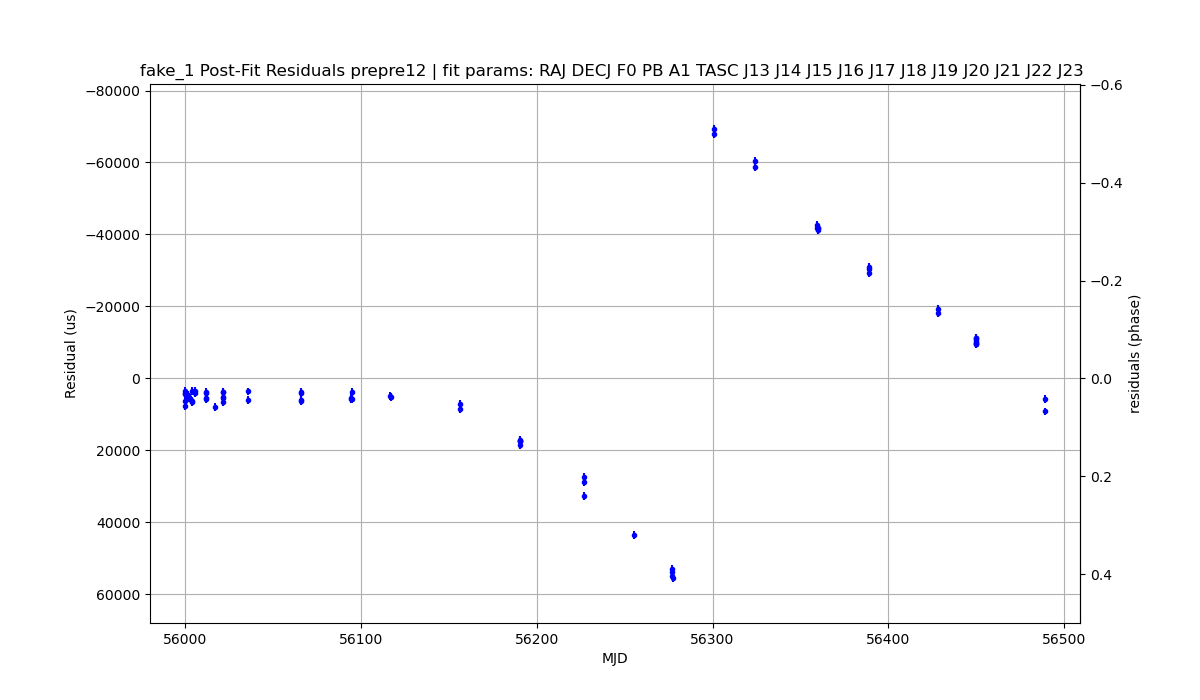 fake_1 Post-Fit Residuals prepre12 | fit params: RAJ DECJ F0 PB A1 TASC J13 J14 J15 J16 J17 J18 J19 J20 J21 J22 J23
−80000
−60000
−40000
−20000
0
20000
40000
60000
Residual (us)
−0.6
−0.4
−0.2
0.0
0.2
0.4
residuals (phase)
56000 56100 56200 56300 56400 56500
MJD